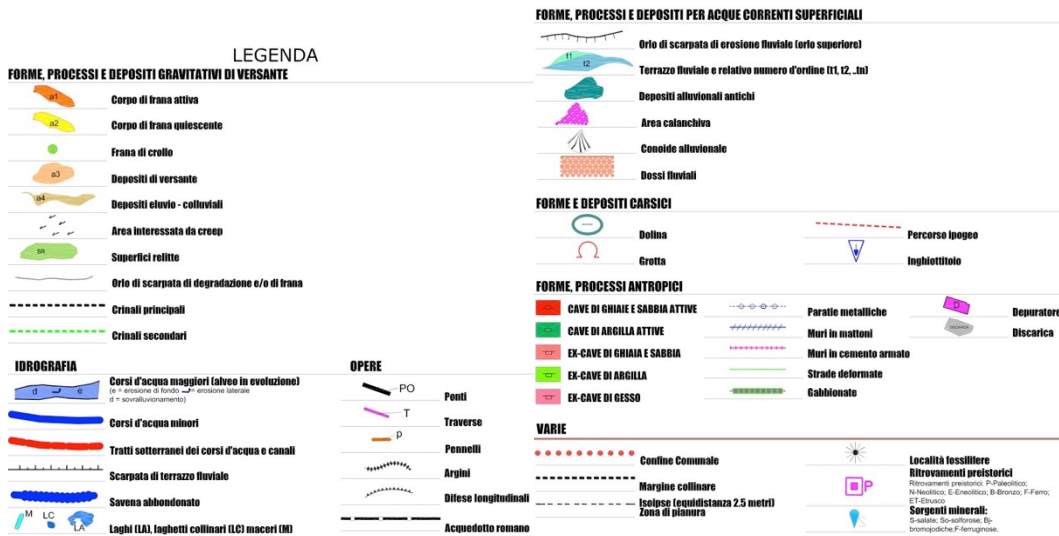 LEGENDA
FORME, PROCESSI E DEPOSITI GRAVITATIVI DI VERSANTE
a1 Corpo di frana attiva
a2 Corpo di frana quiescente
Frana di crollo
a3 Depositi di versante
a4 Depositi eluvio - colluviali
Area interessata da creep
SR Superfici relitte
Orlo di scarpata di degradazione e/o di frana
Crinali principali
Crinali secondari
IDROGRAFIA
d e Corsi d'acqua maggiori (alveo in evoluzione)
(e = erosione di fondo = erosione laterale
d = sovralluvionamento)
Corsi d'acqua minori
Tratti sotterranei dei corsi d'acqua e canali
Scarpata di terrazzo fluviale
Savena abbondonato
M LC LA Laghi (LA), laghetti collinari (LC) maceri (M)
OPERE
PO Ponti
T Traverse
p Pennelli
Argini
Difese longitudinali
Acquedotto romano
FORME, PROCESSI E DEPOSITI PER ACQUE CORRENTI SUPERFICIALI
Orlo di scarpata di erosione fluviale (orlo superiore)
t1 t2 Terrazzo fluviale e relativo numero d'ordine (t1, t2, ..tn)
Depositi alluvionali antichi
Area calanchiva
Conoide alluvionale
Dossi fluviali
FORME E DEPOSITI CARSICI
Dolina
Grotta
Percorso ipogeo
Inghiottitoio
FORME, PROCESSI ANTROPICI
CAVE DI GHIAIE E SABBIA ATTIVE
CAVE DI ARGILLA ATTIVE
EX-CAVE DI GHIAIA E SABBIA
EX-CAVE DI ARGILLA
EX-CAVE DI GESSO
Paratie metalliche
Muri in mattoni
Muri in cemento armato
Strade deformate
Gabbionate
D Depuratore
DISCARICA Discarica
VARIE
Confine Comunale
Margine collinare
Isoipse (equidistanza 2.5 metri)
Zona di pianura
Località fossilifere
Ritrovamenti preistorici
P Ritrovamenti preistorici: P-Paleolitico;
N-Neolitico; E-Eneolitico; B-Bronzo; F-Ferro;
ET-Etrusco
Sorgenti minerali:
S S-salate; So-solforose; Bj-
bromojodiche;F-ferruginose.